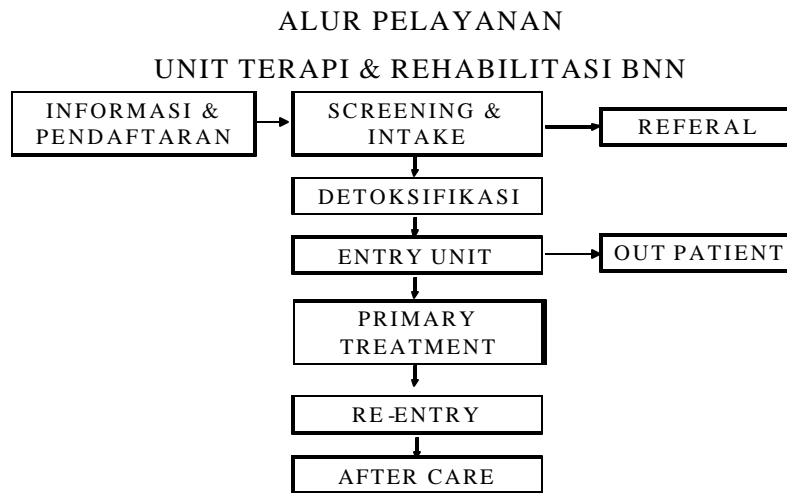 ALUR PELAYANAN
UNIT TERAPI & REHABILITASI BNN
INFORMASI &
PENDAFTARAN
SCREENING &
INTAKE
REFERAL
DETOKSIFIKASI
ENTRY UNIT
OUT PATIENT
PRIMARY
TREATMENT
RE-ENTRY
AFTER CARE